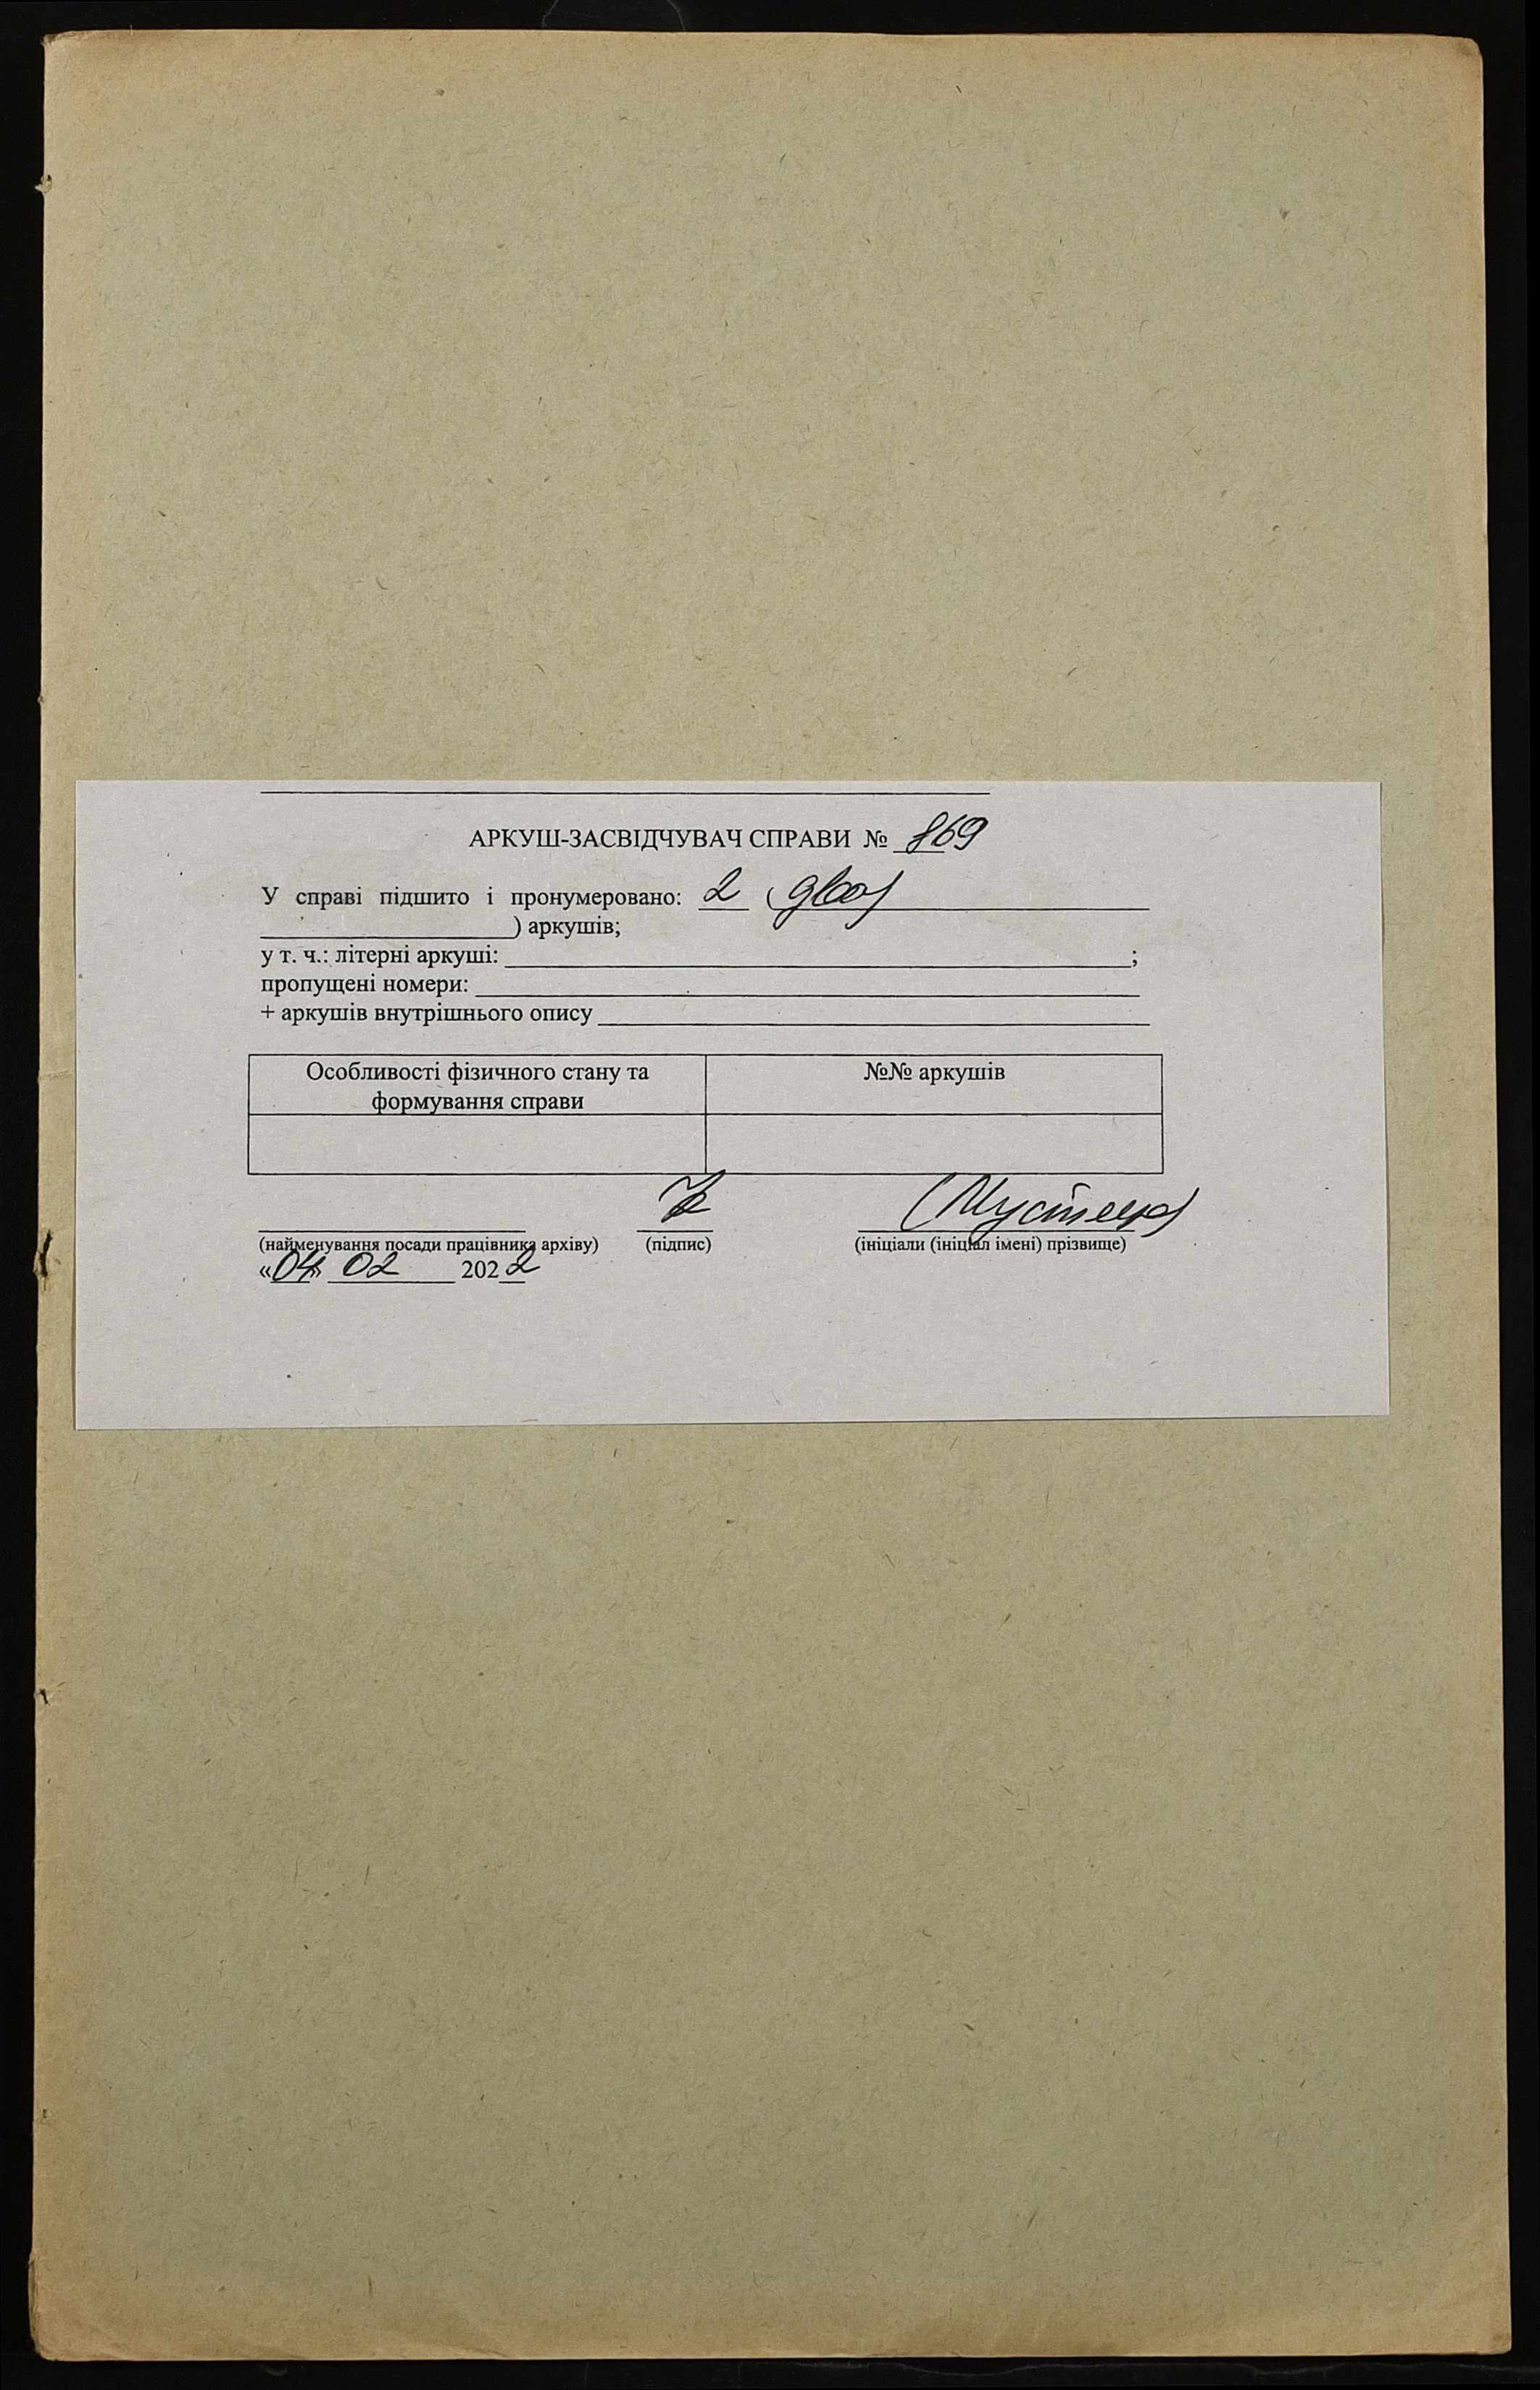 АРКУШ-ЗАСВІДЧУВАЧ СПРАВИ № 869
У справі підшито і пронумеровано: 2 (два)
) аркушів;
у т. ч.: літерні аркуші: ;
пропущені номери:
+ аркушів внутрішнього опису
Особливості фізичного стану та формування справи
№№ аркушів
(найменування посади працівника архіву) (підпис) (ініціали (ініціал імені) прізвище)
«04» 02 2022